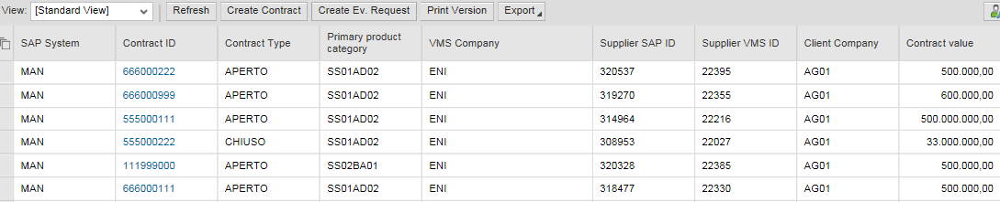 View: [Standard View] Refresh Create Contract Create Ev. Request Print Version Export
SAP System Contract ID Contract Type Primary product category VMS Company Supplier SAP ID Supplier VMS ID Client Company Contract value
MAN 666000222 APERTO SS01AD02 ENI 320537 22395 AG01 500.000,00
MAN 666000999 APERTO SS01AD02 ENI 319270 22355 AG01 600.000,00
MAN 555000111 APERTO SS01AD02 ENI 314964 22216 AG01 500.000.000,00
MAN 555000222 CHIUSO SS01AD02 ENI 308953 22027 AG01 33.000.000,00
MAN 111999000 APERTO SS02BA01 ENI 320328 22385 AG01 500.000,00
MAN 666000111 APERTO SS01AD02 ENI 318477 22330 AG01 500.000,00